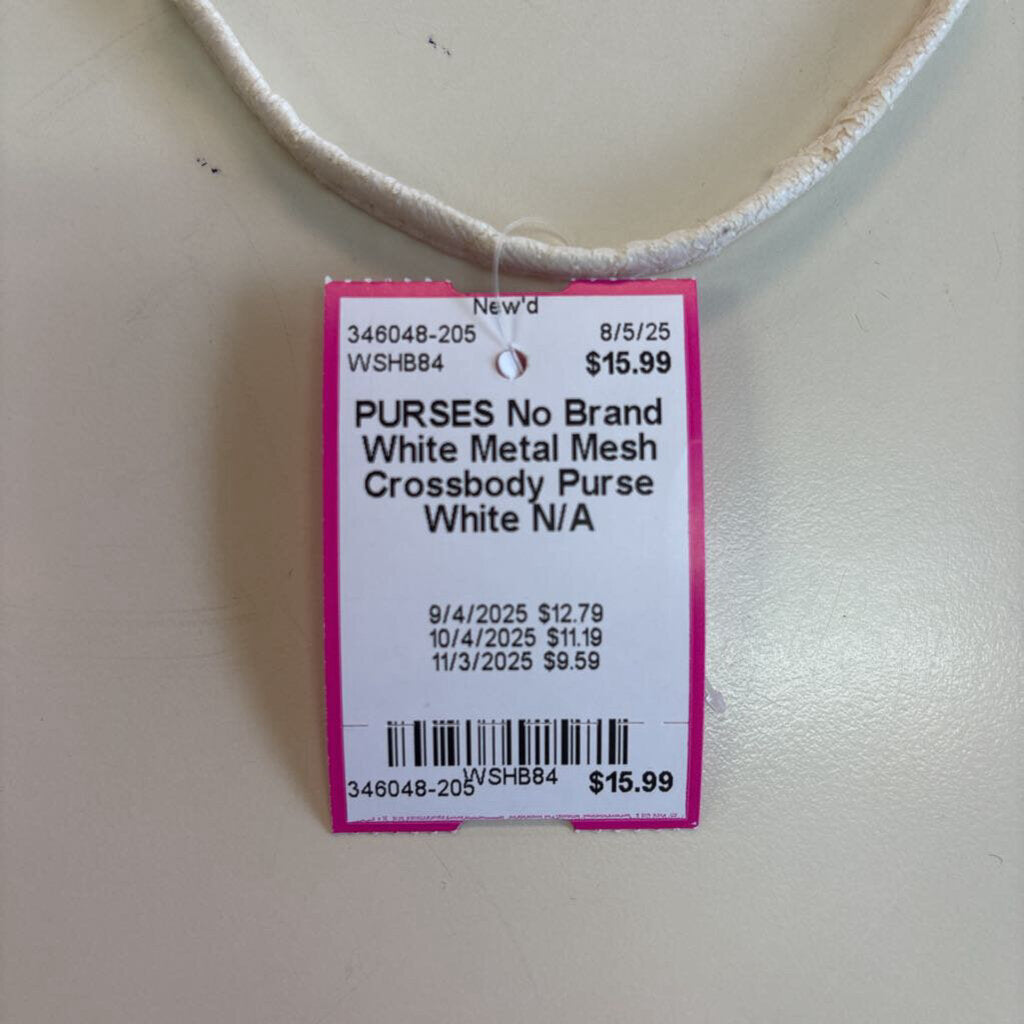 New'd
346048-205 8/5/25
WSHB84 $15.99
PURSES No Brand
White Metal Mesh
Crossbody Purse
White N/A
9/4/2025 $12.79
10/4/2025 $11.19
11/3/2025 $9.59
WSHB84
346048-205 $15.99